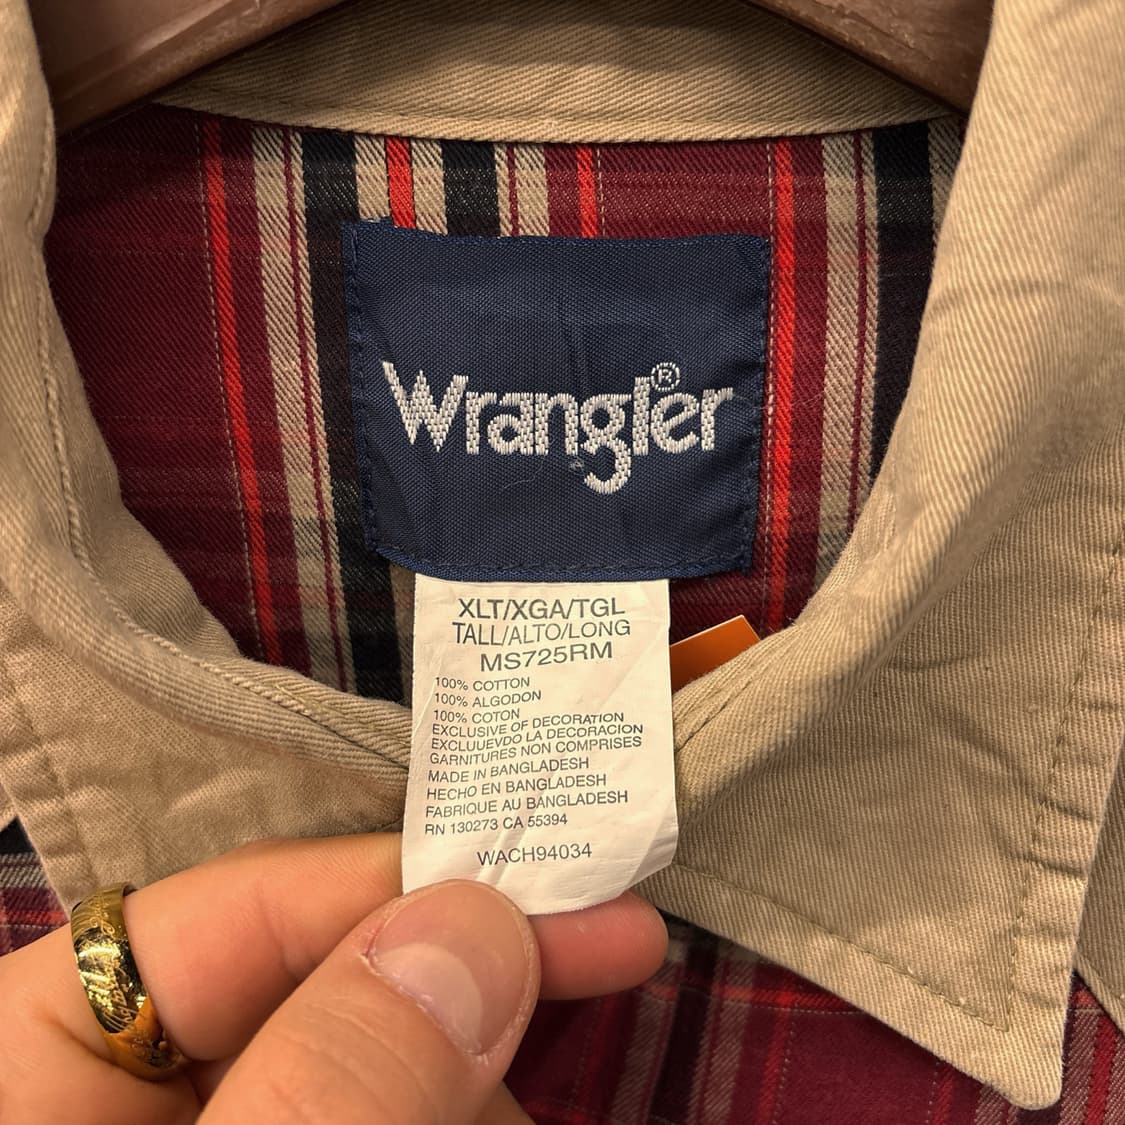 Wrangler®
XLT/XGA/TGL
TALL/ALTO/LONG
MS725RM
100% COTTON
100% ALGODON
100% COTON
EXCLUSIVE OF DECORATION
EXCLUUEVDO LA DECORACION
GARNITURES NON COMPRISES
MADE IN BANGLADESH
HECHO EN BANGLADESH
FABRIQUE AU BANGLADESH
RN 130273 CA 55394
WACH94034